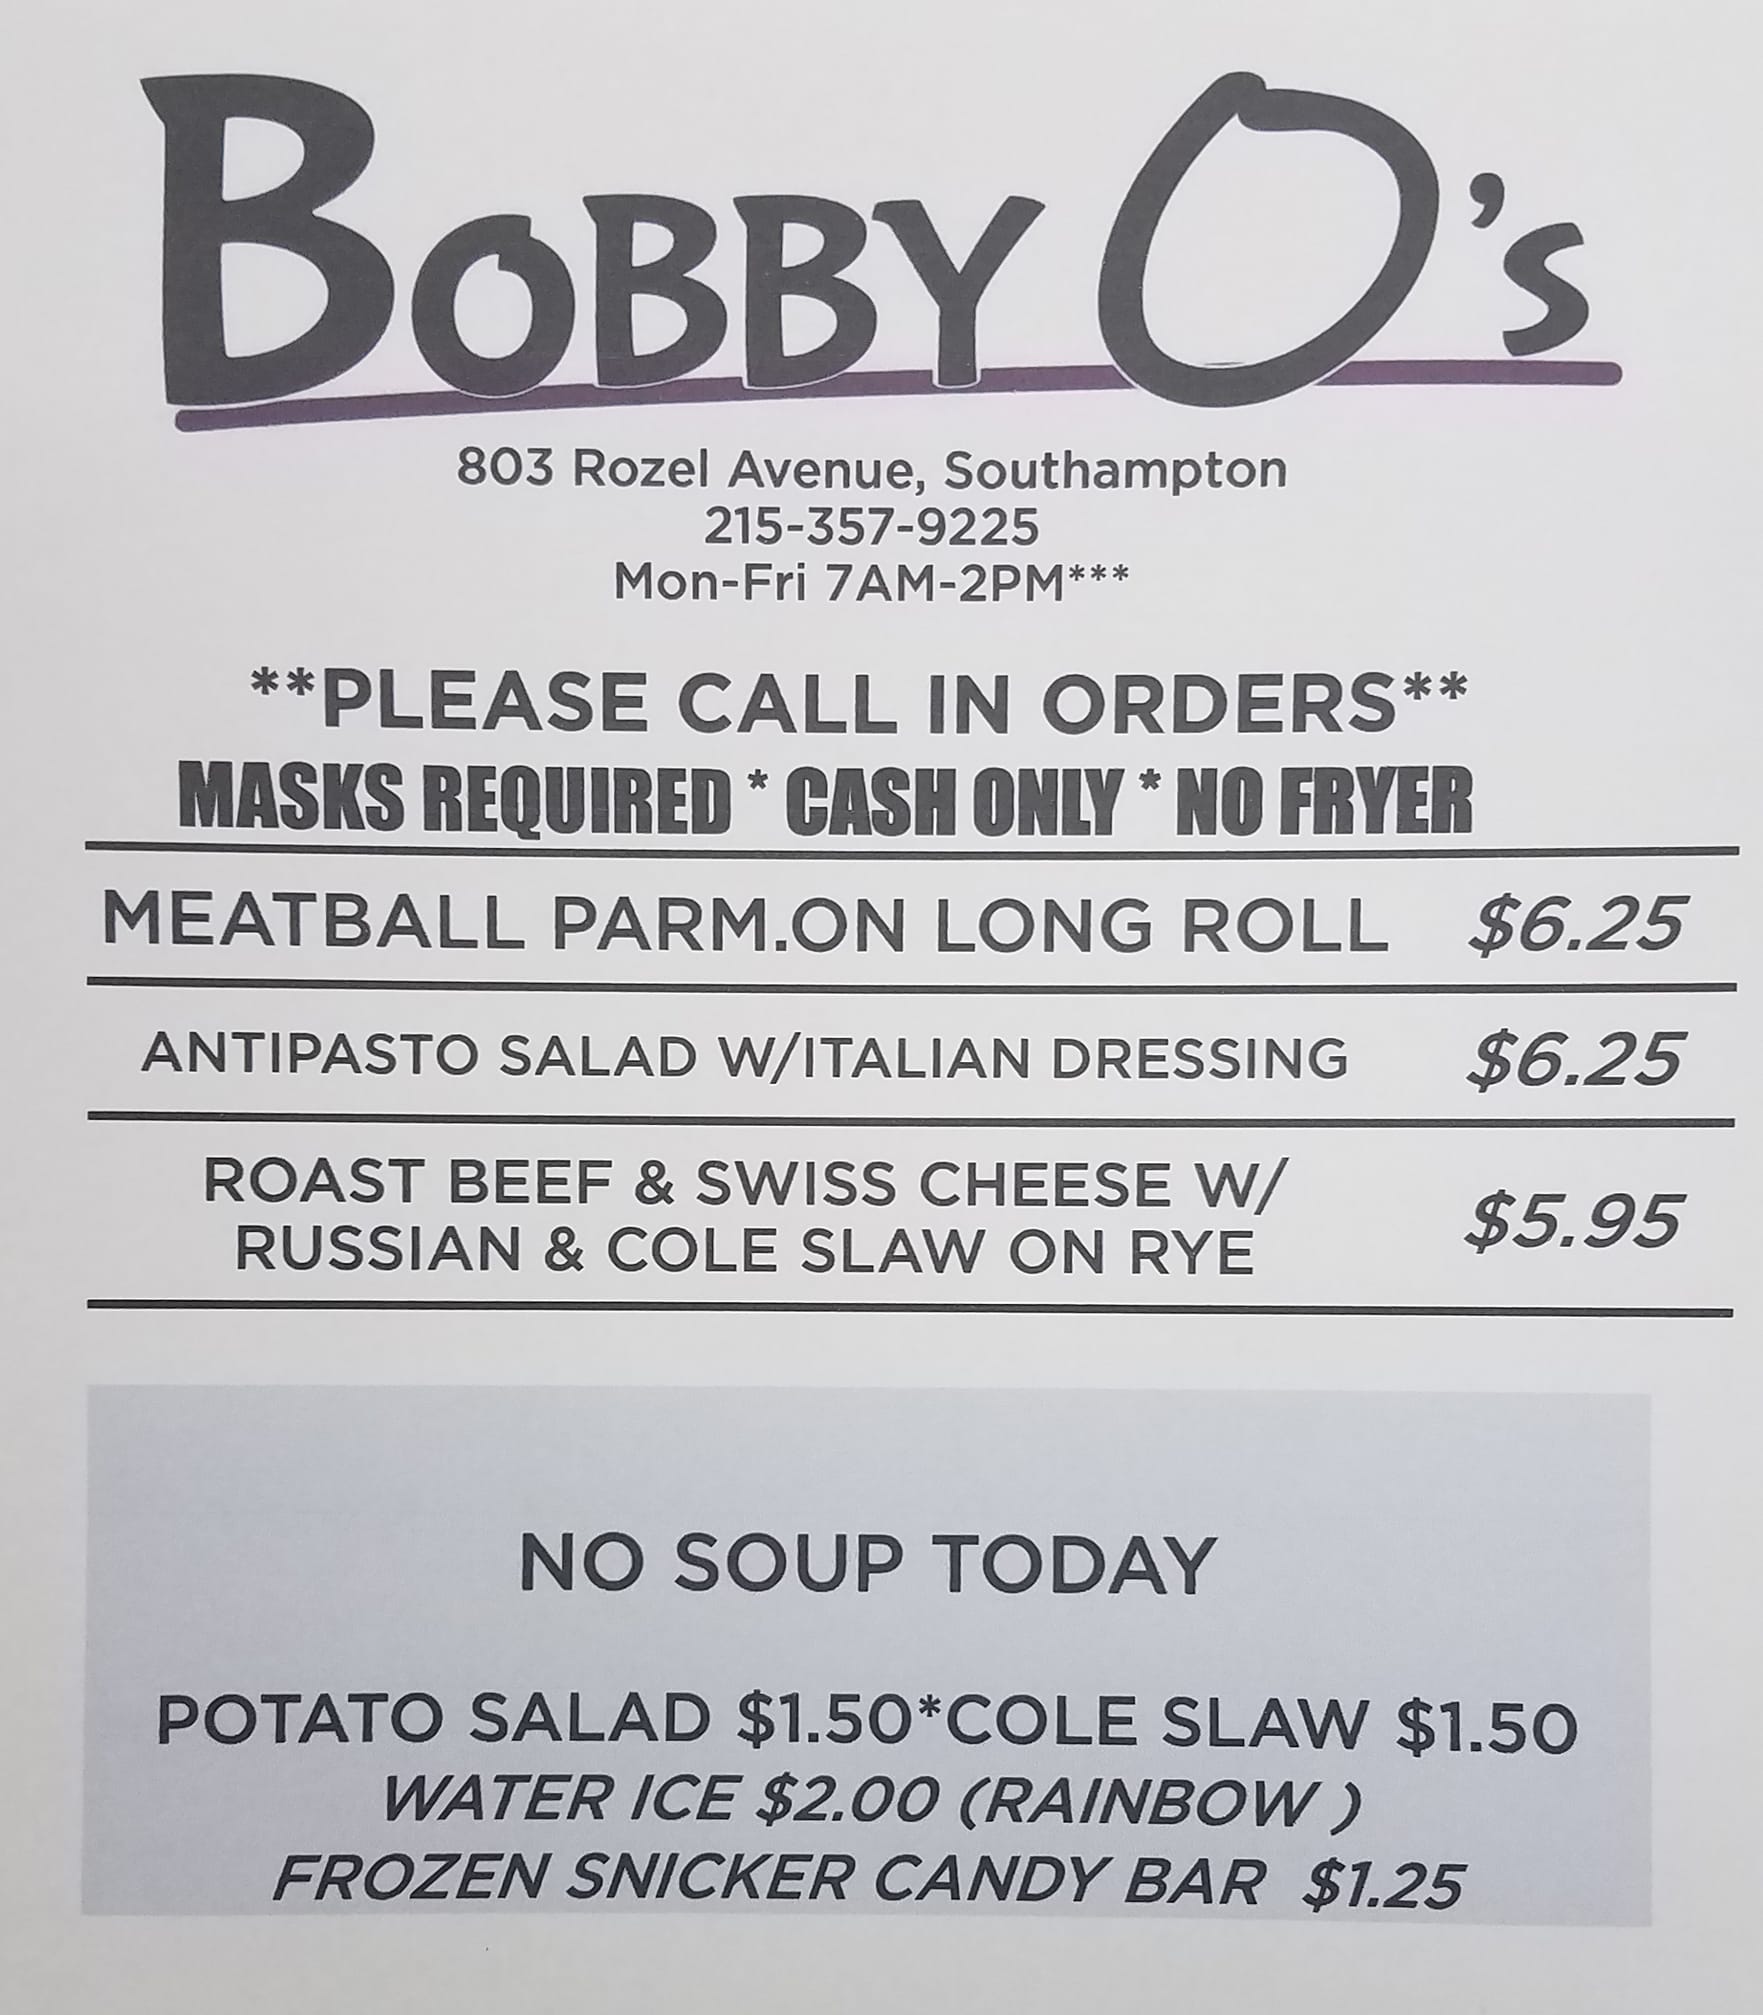 BOBBY O's
803 Rozel Avenue, Southampton
215-357-9225
Mon-Fri 7AM-2PM***
**PLEASE CALL IN ORDERS**
MASKS REQUIRED * CASH ONLY * NO FRYER
MEATBALL PARM.ON LONG ROLL $6.25
ANTIPASTO SALAD W/ITALIAN DRESSING $6.25
ROAST BEEF & SWISS CHEESE W/
RUSSIAN & COLE SLAW ON RYE $5.95
NO SOUP TODAY
POTATO SALAD $1.50*COLE SLAW $1.50
WATER ICE $2.00 (RAINBOW )
FROZEN SNICKER CANDY BAR $1.25